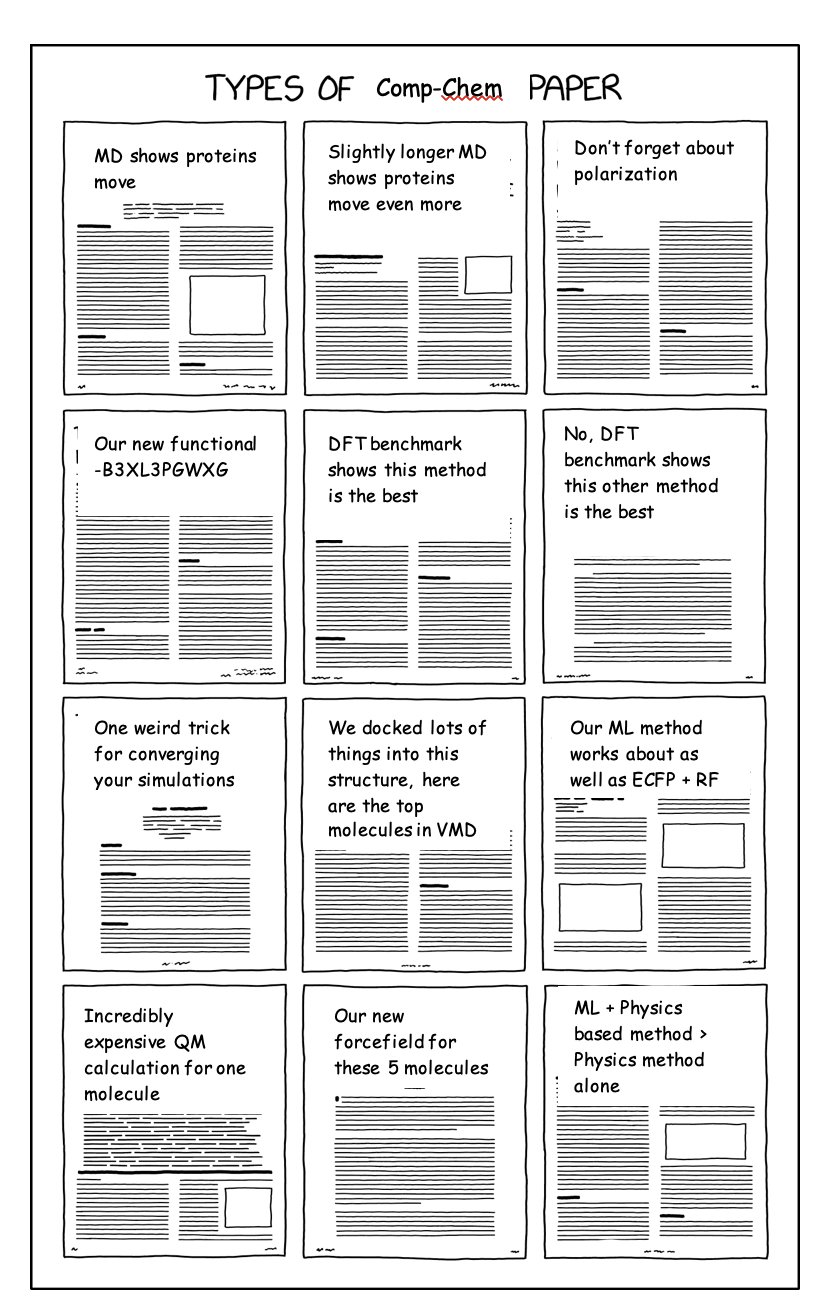 TYPES OF Comp-Chem PAPER
MD shows proteins
move
Slightly longer MD
shows proteins
move even more
Don't forget about
polarization
Our new functional
-B3XL3PGWXG
DFT benchmark
shows this method
is the best
No, DFT
benchmark shows
this other method
is the best
One weird trick
for converging
your simulations
We docked lots of
things into this
structure, here
are the top
molecules in VMD
Our ML method
works about as
well as ECFP + RF
Incredibly
expensive QM
calculation for one
molecule
Our new
forcefield for
these 5 molecules
ML + Physics
based method >
Physics method
alone